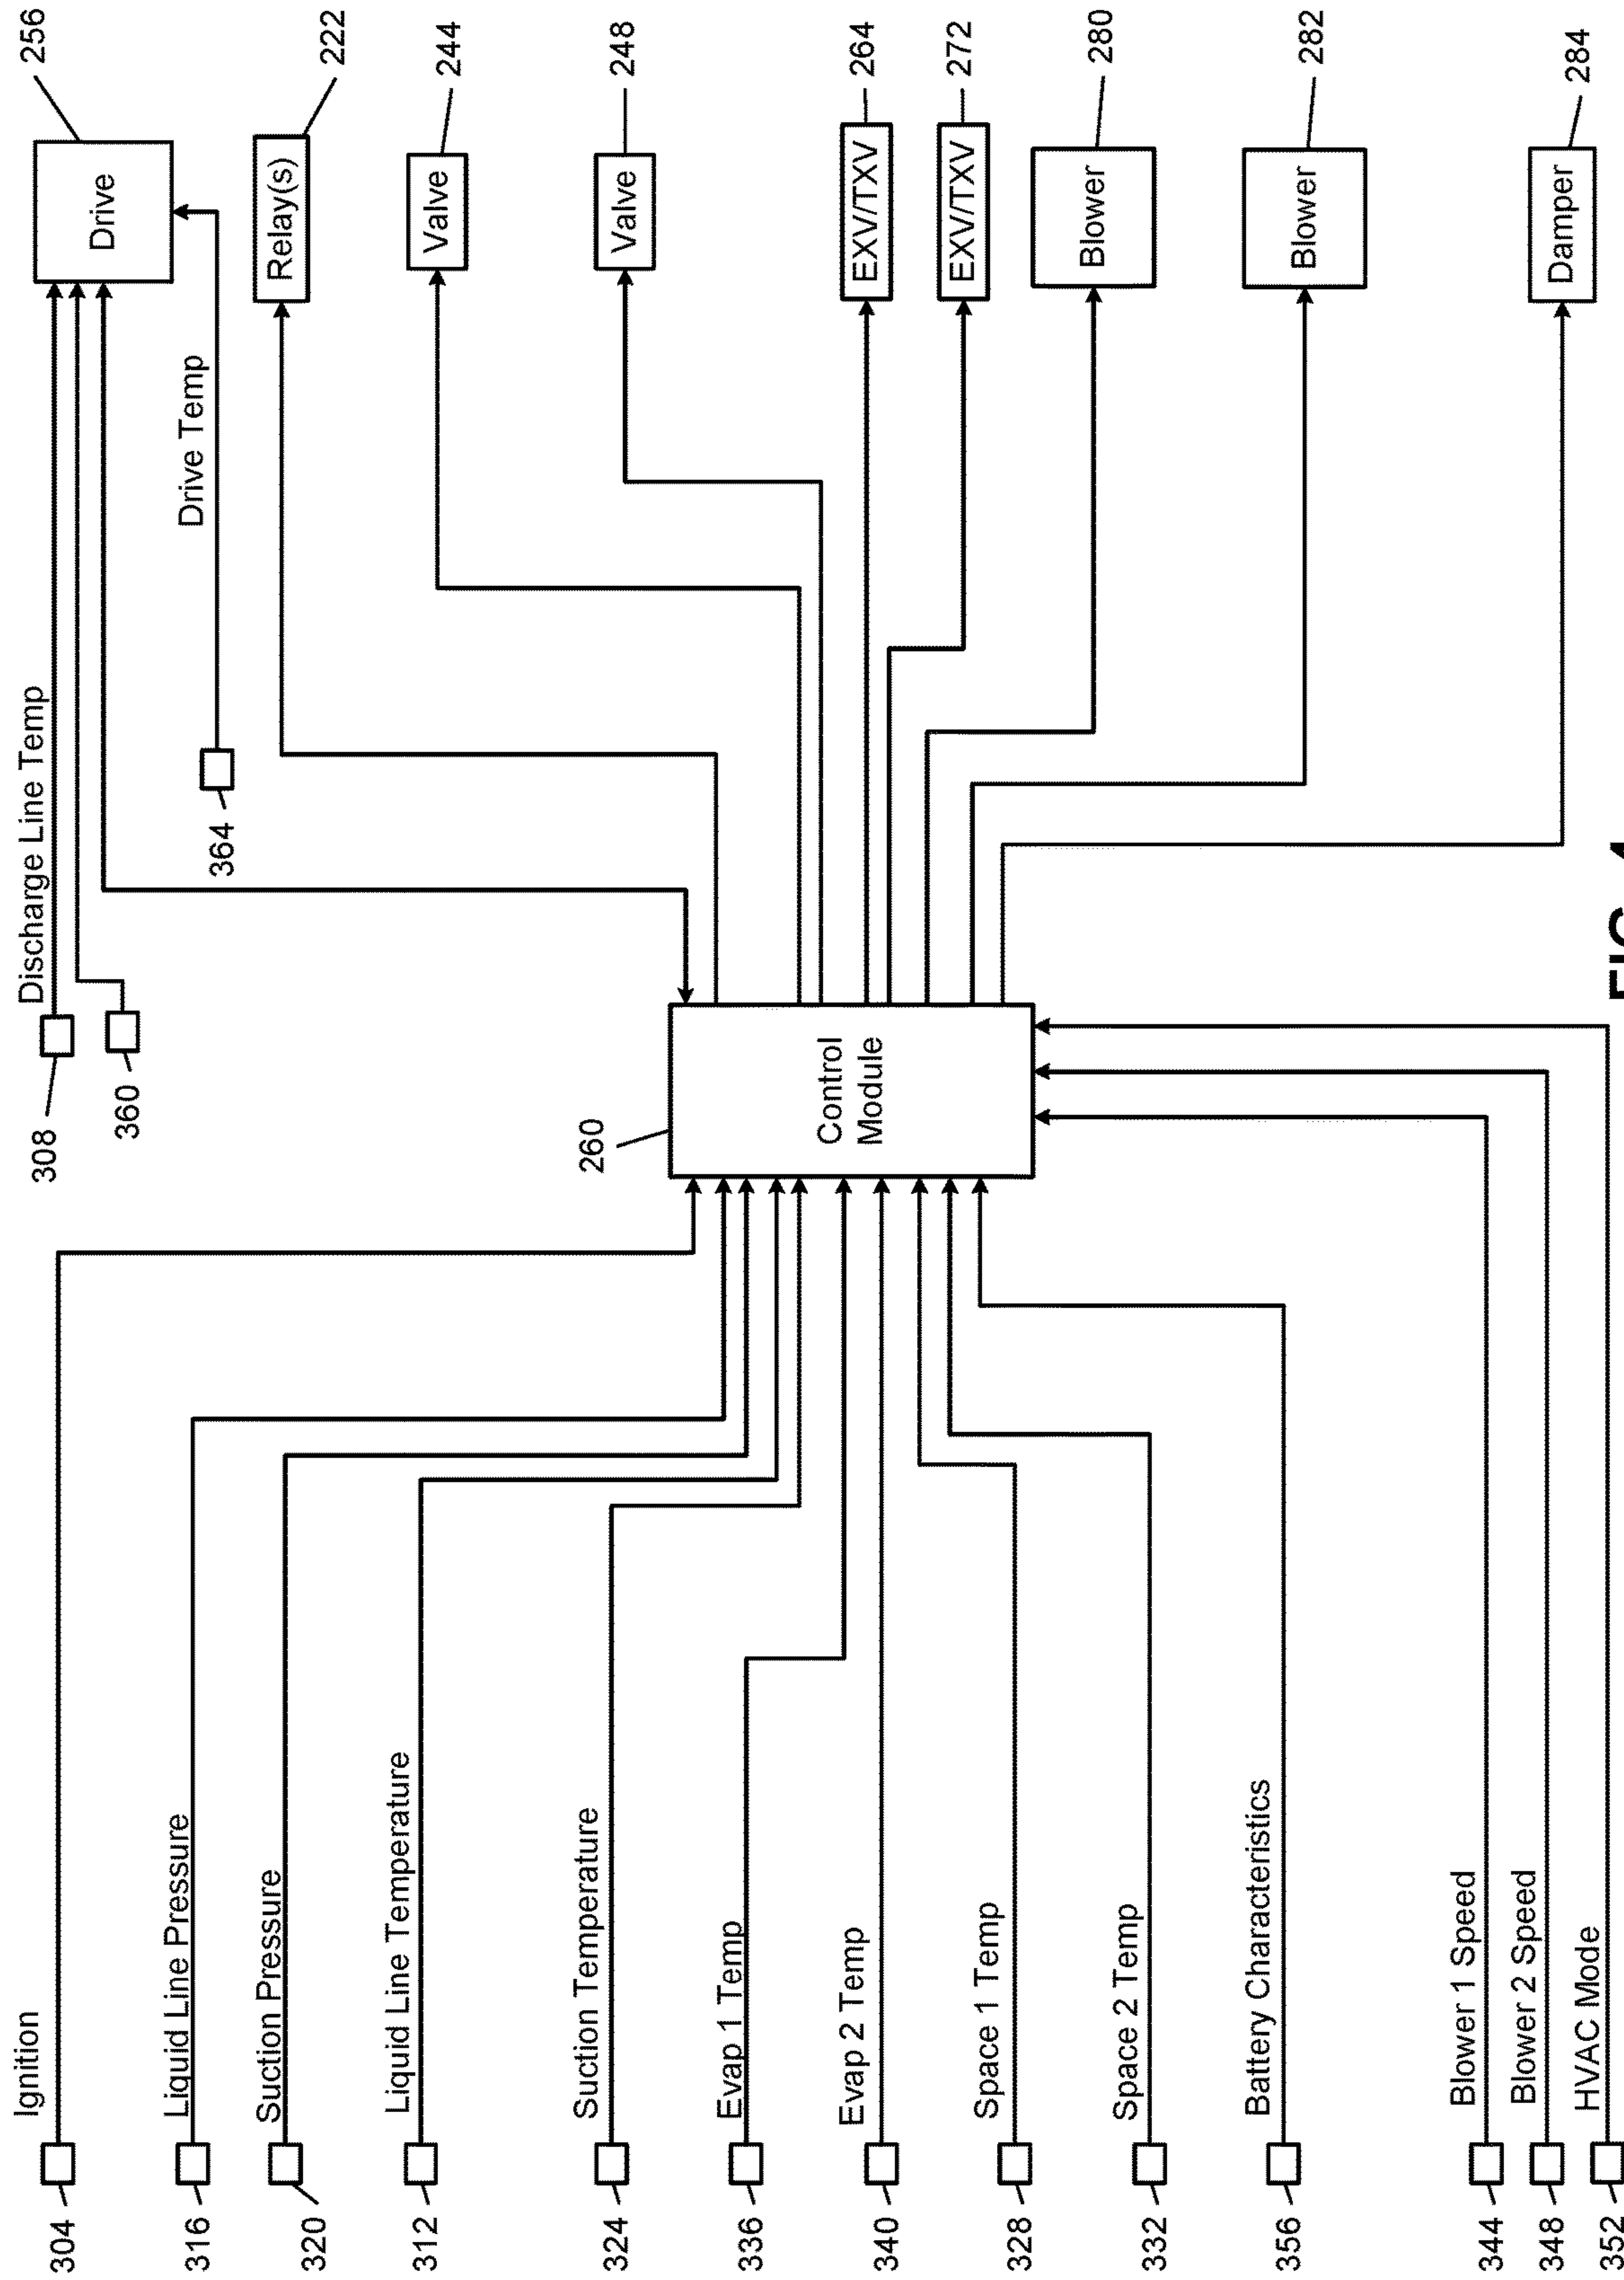 304
Ignition
316
Liquid Line Pressure
320
Suction Pressure
312
Liquid Line Temperature
324
Suction Temperature
336
Evap 1 Temp
340
Evap 2 Temp
328
Space 1 Temp
332
Space 2 Temp
356
Battery Characteristics
344
Blower 1 Speed
348
Blower 2 Speed
352
HVAC Mode
260
Control
Module
308
Discharge Line Temp
360
364
Drive Temp
Drive
256
Relay(s)
222
Valve
244
Valve
248
EXV/TXV
264
EXV/TXV
272
Blower
280
Blower
282
Damper
284
FIG